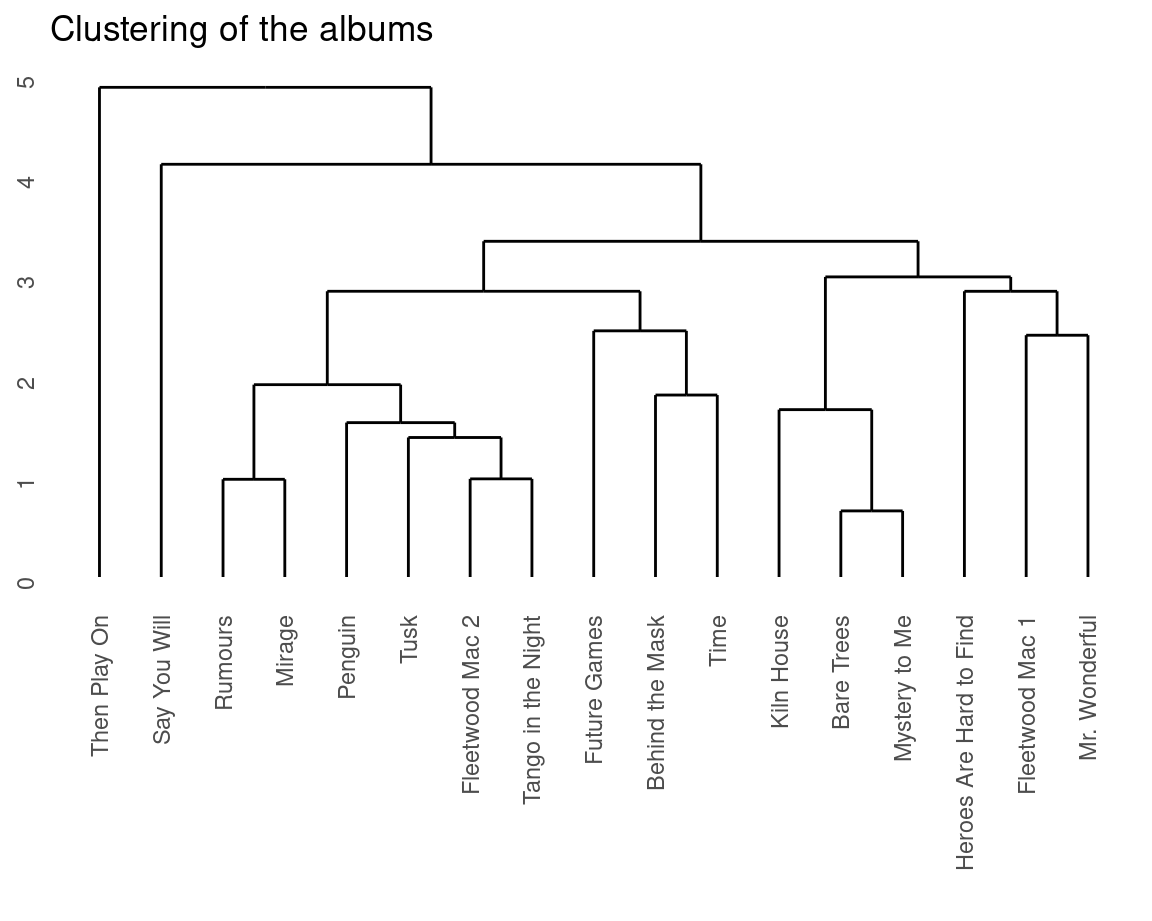 Clustering of the albums
5
4
3
2
1
0
Then Play On
Say You Will
Rumours
Mirage
Penguin
Tusk
Fleetwood Mac 2
Tango in the Night
Future Games
Behind the Mask
Time
Kiln House
Bare Trees
Mystery to Me
Heroes Are Hard to Find
Fleetwood Mac 1
Mr. Wonderful